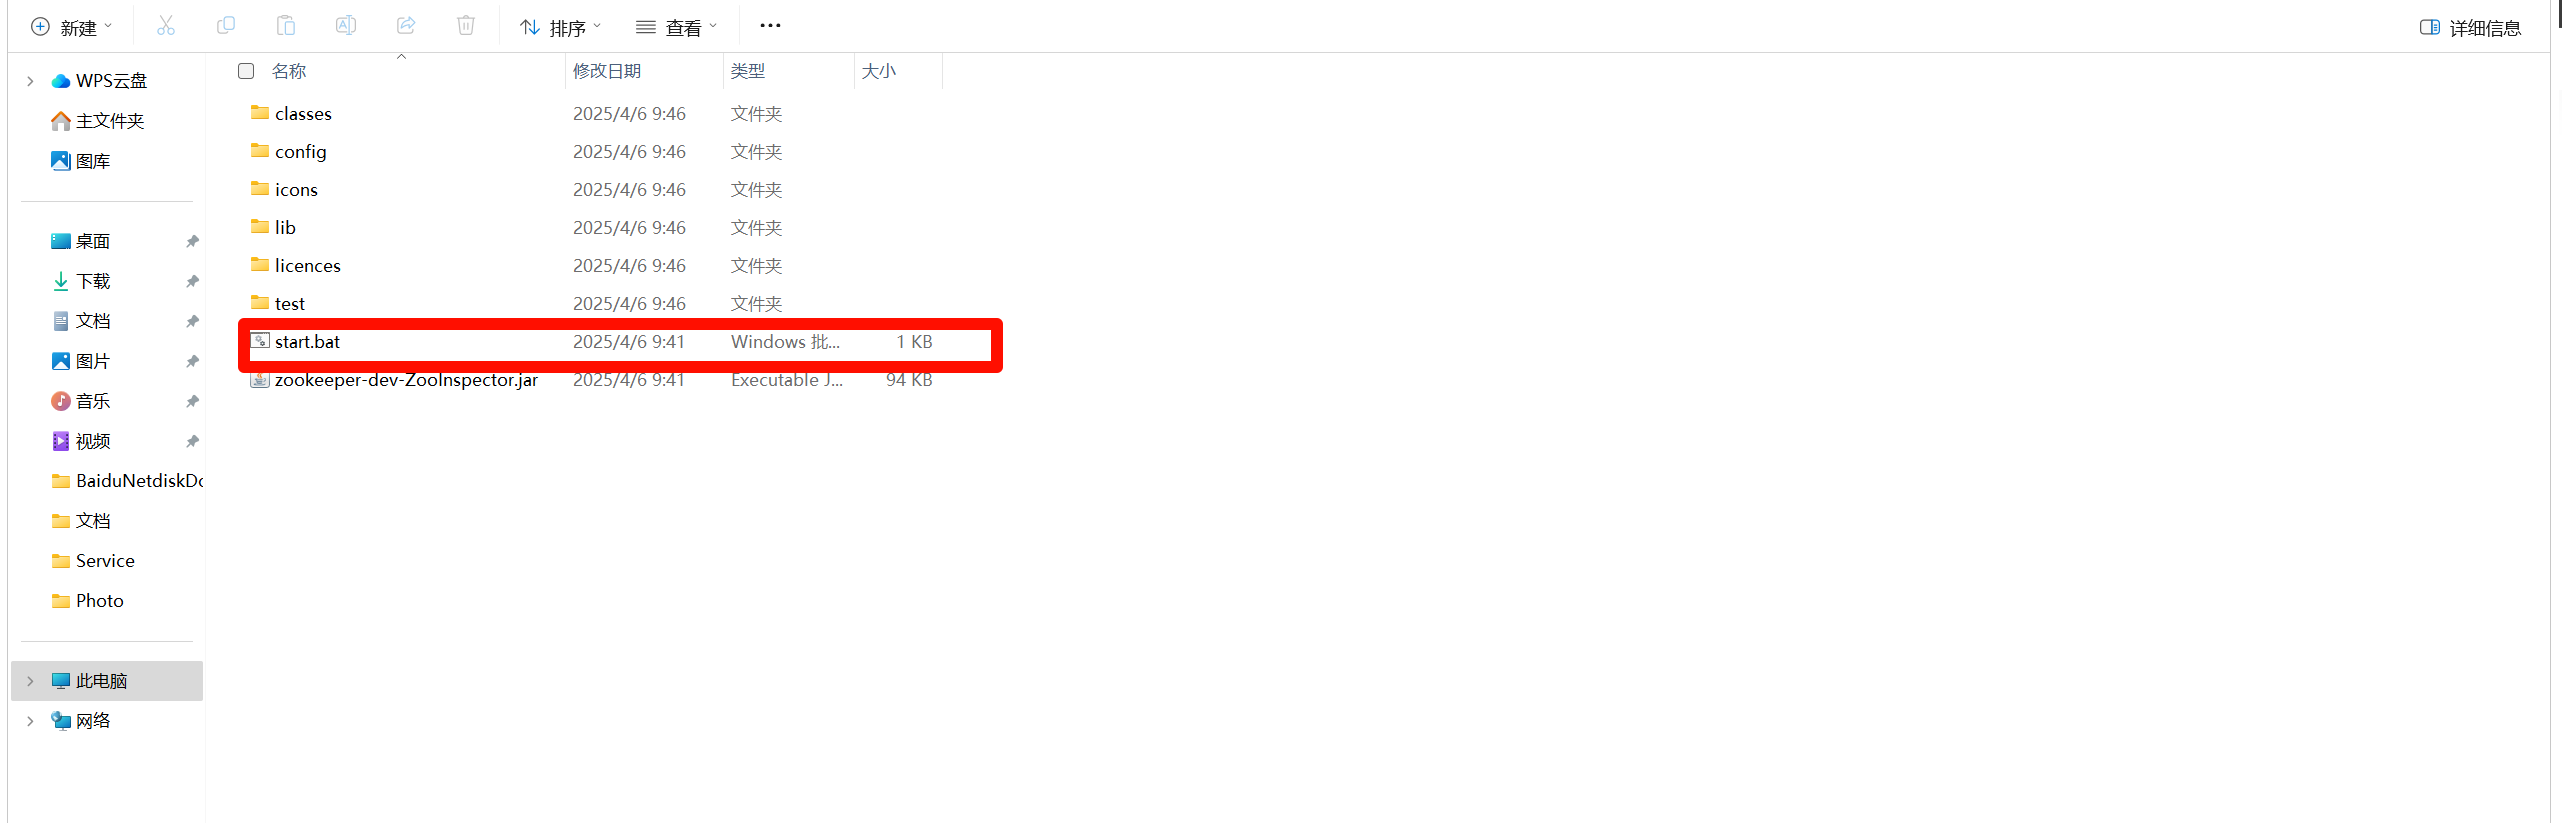 新建 排序 查看 ••• 详细信息
名称 修改日期 类型 大小
WPS云盘
主文件夹
图库
桌面
下载
文档
图片
音乐
视频
BaiduNetdiskDo
文档
Service
Photo
此电脑
网络
classes 2025/4/6 9:46 文件夹
config 2025/4/6 9:46 文件夹
icons 2025/4/6 9:46 文件夹
lib 2025/4/6 9:46 文件夹
licences 2025/4/6 9:46 文件夹
test 2025/4/6 9:46 文件夹
start.bat 2025/4/6 9:41 Windows 批... 1 KB
zookeeper-dev-ZooInspector.jar 2025/4/6 9:41 Executable J... 94 KB